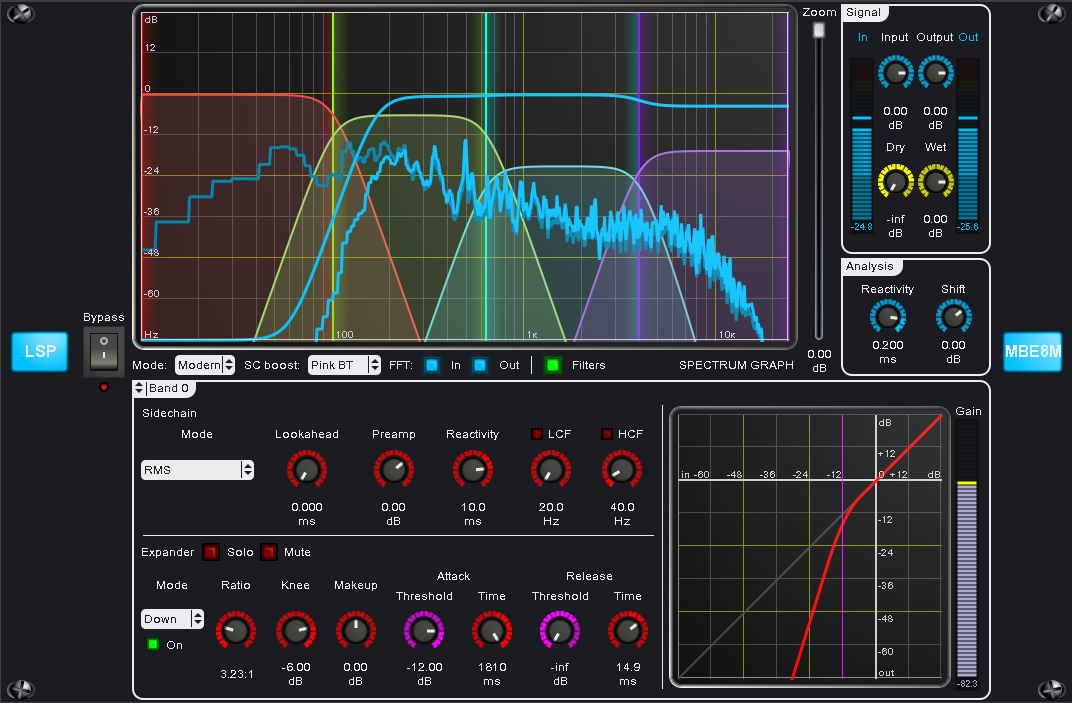 Zoom
Signal
dB
12
0
-12
-24
-36
-48
-60
Hz
100
1K
10K
In Input Output Out
0.00 0.00
dB dB
Dry Wet
-inf 0.00
dB dB
-24.8 -25.6
Analysis
Reactivity Shift
0.200 0.00
ms dB
0.00
dB
Bypass
LSP
MBE8M
Mode: Modern SC boost: Pink BT FFT: In Out Filters SPECTRUM GRAPH
Band 0
Sidechain
Mode Lookahead Preamp Reactivity LCF HCF
RMS
0.000 0.00 10.0 20.0 40.0
ms dB ms Hz Hz
Expander Solo Mute
Mode Ratio Knee Makeup Attack Release
Threshold Time Threshold Time
Down
On
3.23:1 -6.00 0.00 -12.00 1810 -inf 14.9
dB dB dB ms dB ms
Gain
dB
+12
in -60 -48 -36 -24 -12 0 +12 dB
-12
-24
-36
-48
-60
out
-82.3